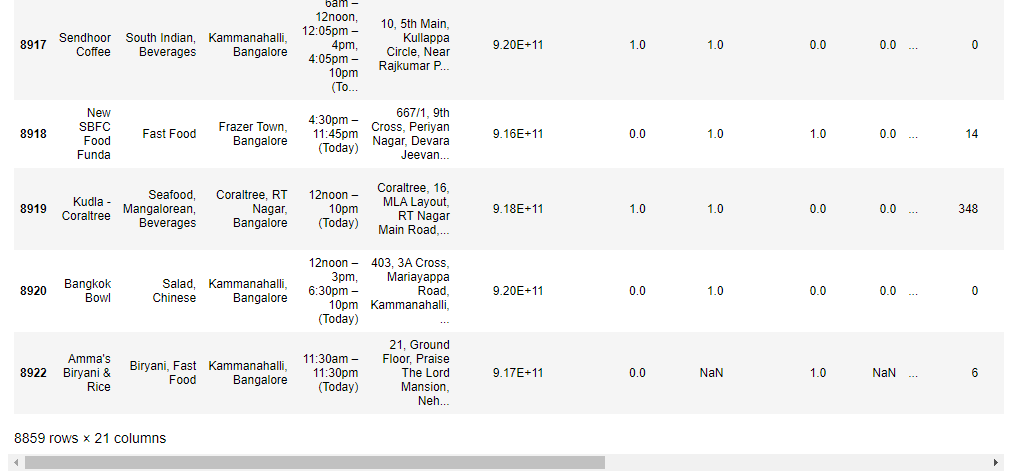 6am –
12noon,
12:05pm –
4pm,
4:05pm –
10pm
(To...
8917
Sendhoor
Coffee
South Indian,
Beverages
Kammanahalli,
Bangalore
10, 5th Main,
Kullappa
Circle, Near
Rajkumar P...
9.20E+11
1.0
1.0
0.0
0.0
...
0
8918
New
SBFC
Food
Funda
Fast Food
Frazer Town,
Bangalore
4:30pm –
11:45pm
(Today)
667/1, 9th
Cross, Periyan
Nagar, Devara
Jeevan...
9.16E+11
0.0
1.0
1.0
0.0
...
14
8919
Kudla -
Coraltree
Seafood,
Mangalorean,
Beverages
Coraltree, RT
Nagar,
Bangalore
12noon –
10pm
(Today)
Coraltree, 16,
MLA Layout,
RT Nagar
Main Road,...
9.18E+11
1.0
1.0
0.0
0.0
...
348
8920
Bangkok
Bowl
Salad,
Chinese
Kammanahalli,
Bangalore
12noon –
3pm,
6:30pm –
10pm
(Today)
403, 3A Cross,
Mariayappa
Road,
Kammanahalli,
...
9.20E+11
0.0
1.0
0.0
0.0
...
0
8922
Amma's
Biryani &
Rice
Biryani, Fast
Food
Kammanahalli,
Bangalore
11:30am –
11:30pm
(Today)
21, Ground
Floor, Praise
The Lord
Mansion,
Neh...
9.17E+11
0.0
NaN
1.0
NaN
...
6
8859 rows × 21 columns